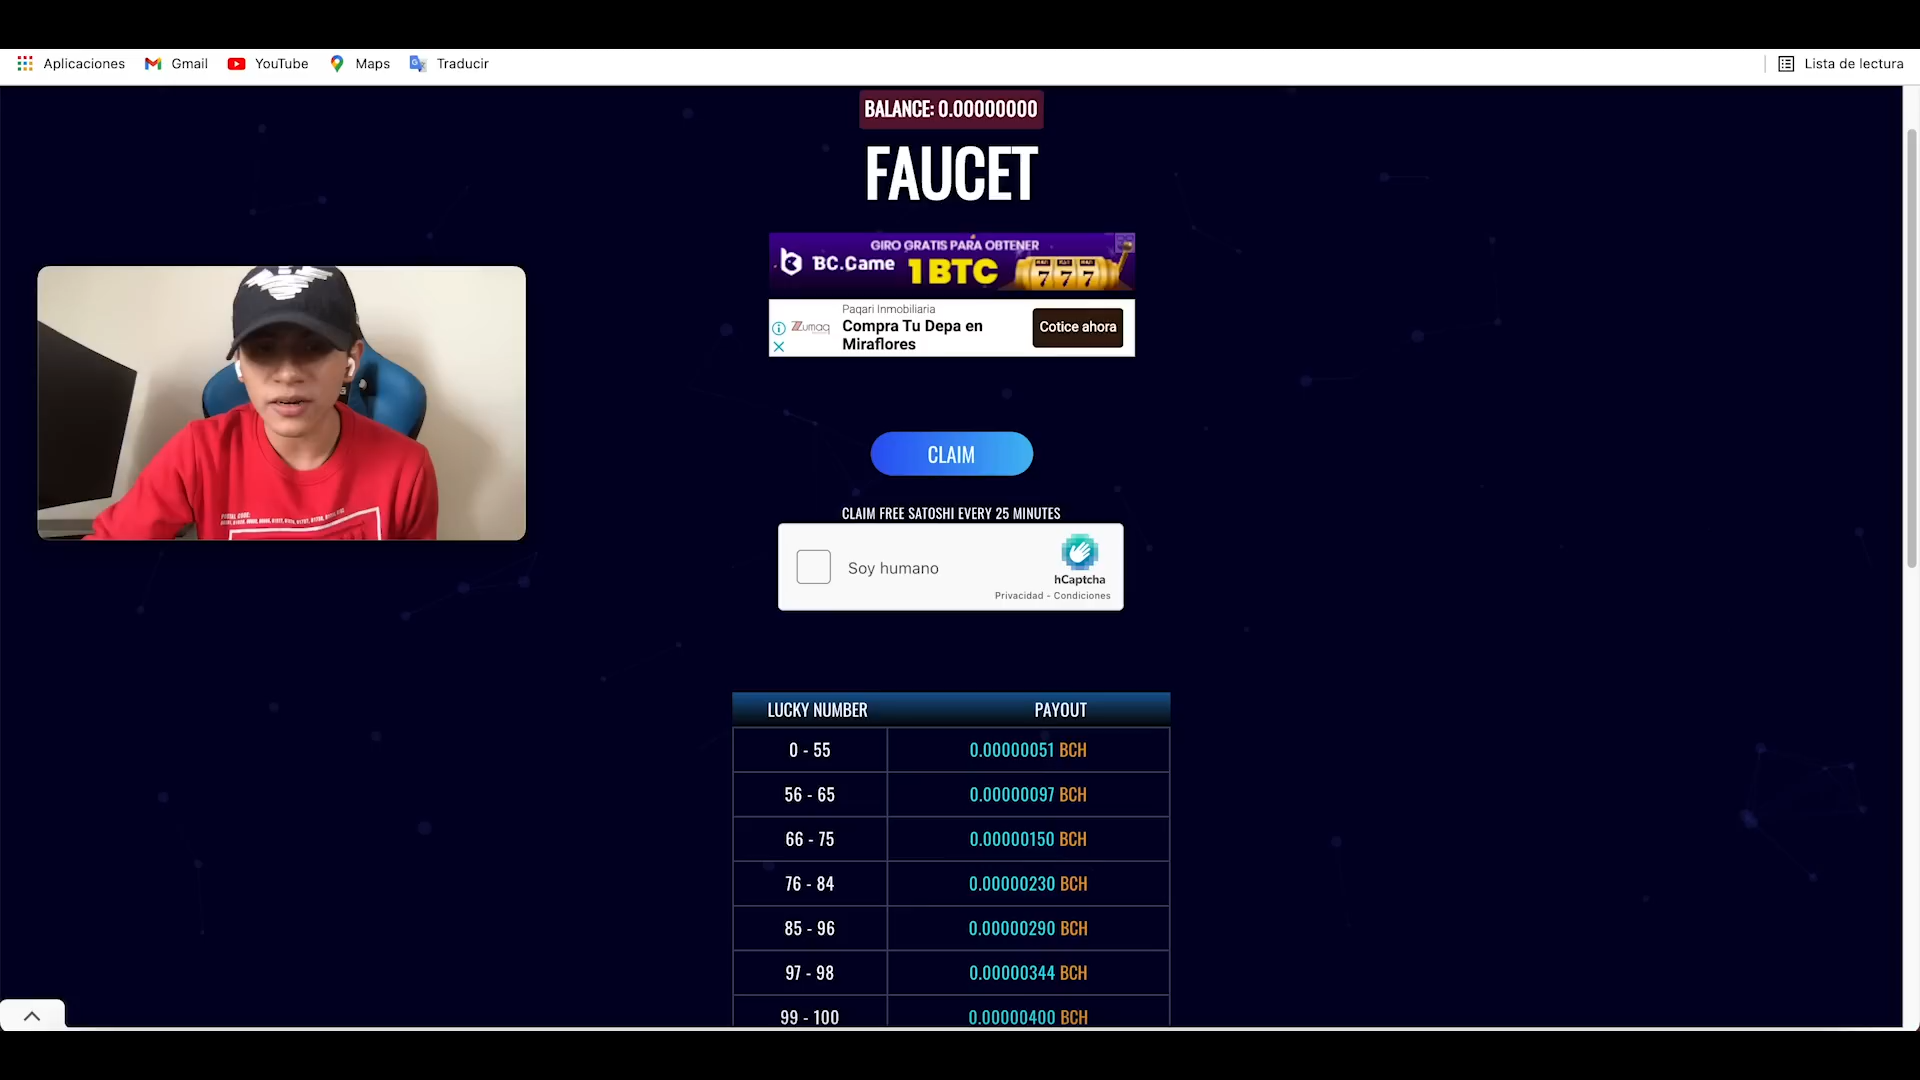 Aplicaciones
Gmail
YouTube
Maps
Traducir
Lista de lectura
BALANCE: 0.00000000
FAUCET
GIRO GRATIS PARA OBTENER
BC.Game 1 BTC
777
Paqari Inmobiliaria
Zumaq
Compra Tu Depa en
Miraflores
Cotice ahora
CLAIM
CLAIM FREE SATOSHI EVERY 25 MINUTES
Soy humano
hCaptcha
Privacidad - Condiciones
LUCKY NUMBER PAYOUT
0 - 55 0.00000051 BCH
56 - 65 0.00000097 BCH
66 - 75 0.00000150 BCH
76 - 84 0.00000230 BCH
85 - 96 0.00000290 BCH
97 - 98 0.00000344 BCH
99 - 100 0.00000400 BCH